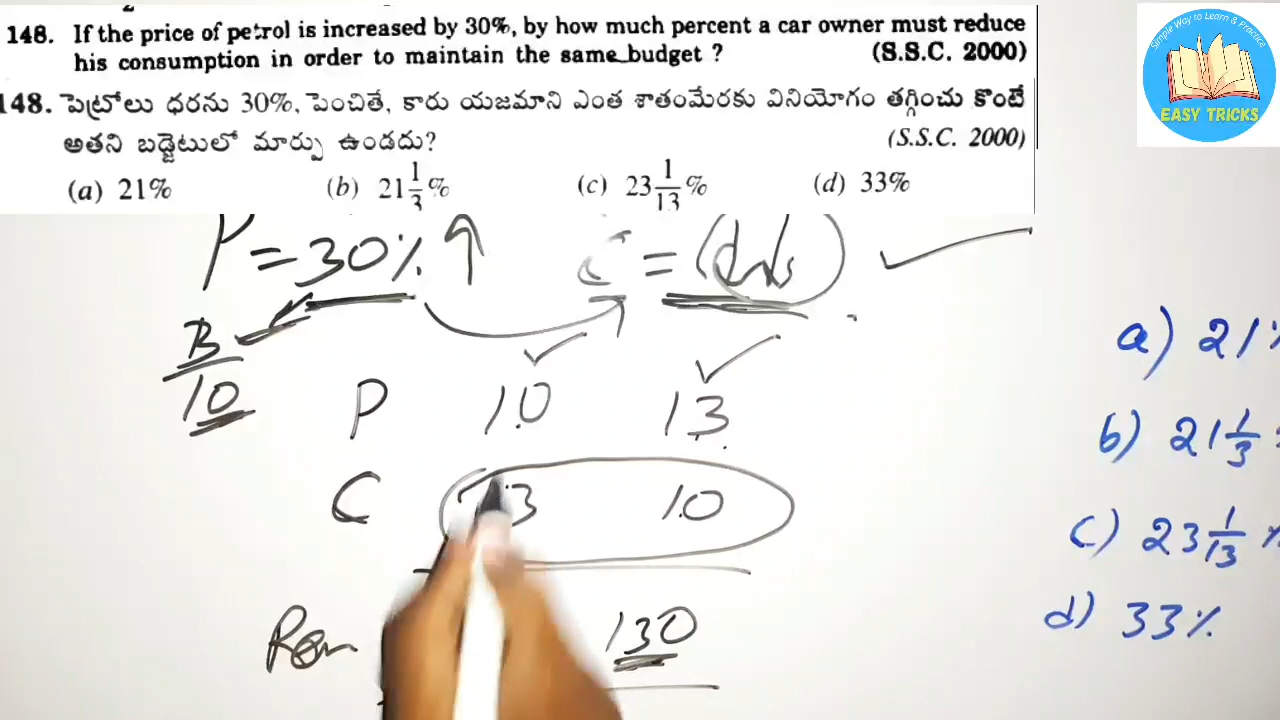 148. If the price of petrol is increased by 30%, by how much percent a car owner must reduce
his consumption in order to maintain the same budget ? (S.S.C. 2000)
148. పెట్రోలు ధరను 30%, పెంచితే, కారు యజమాని ఎంత శాతంమేరకు వినియోగం తగ్గించు కొంటే
అతని బడ్జెటులో మార్పు ఉండదు? (S.S.C. 2000)
(a) 21% (b) 21 1/3 % (c) 23 1/13 % (d) 33%
Simple Way to Learn & Practice
EASY TRICKS
P = 30% ↑ C =
B/10
P 10 13
C 13 10
130
a) 21%
b) 21 1/3
c) 23 1/13 %
d) 33%